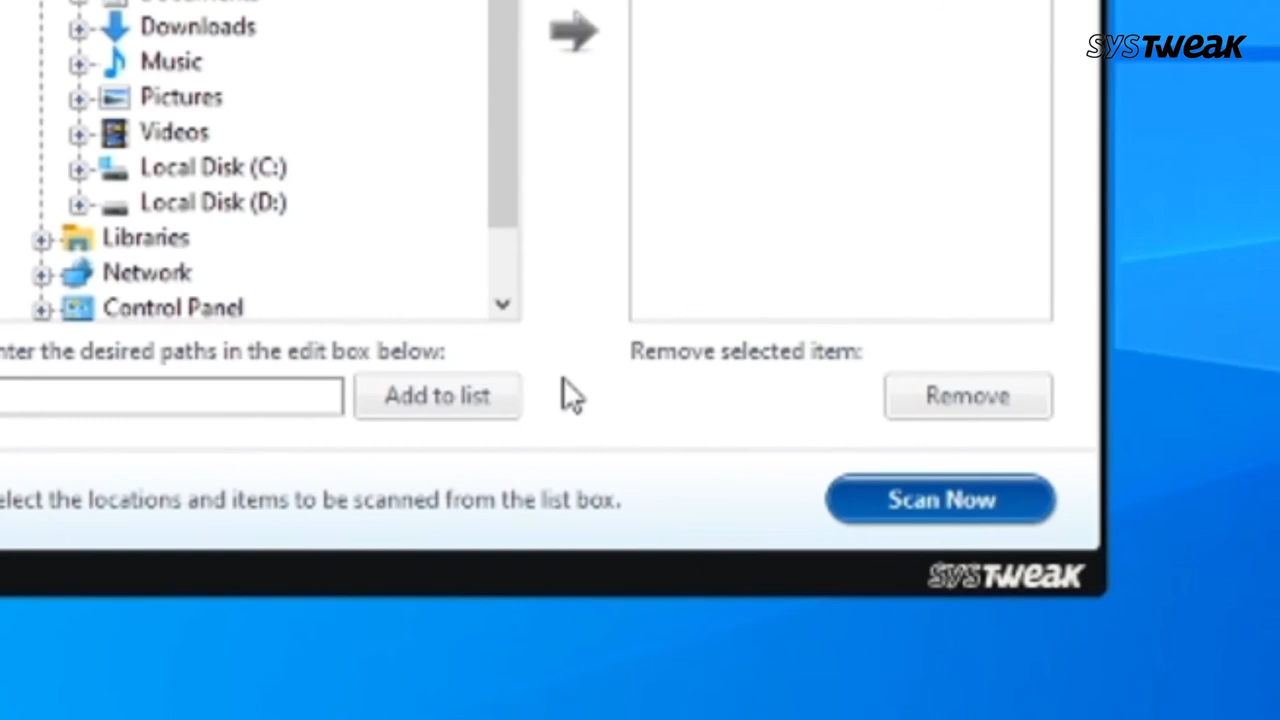 SYSTWEAK
Documents
Downloads
Music
Pictures
Videos
Local Disk (C:)
Local Disk (D:)
Libraries
Network
Control Panel
nter the desired paths in the edit box below:
Remove selected item:
Add to list
Remove
elect the locations and items to be scanned from the list box.
Scan Now
SYSTWEAK